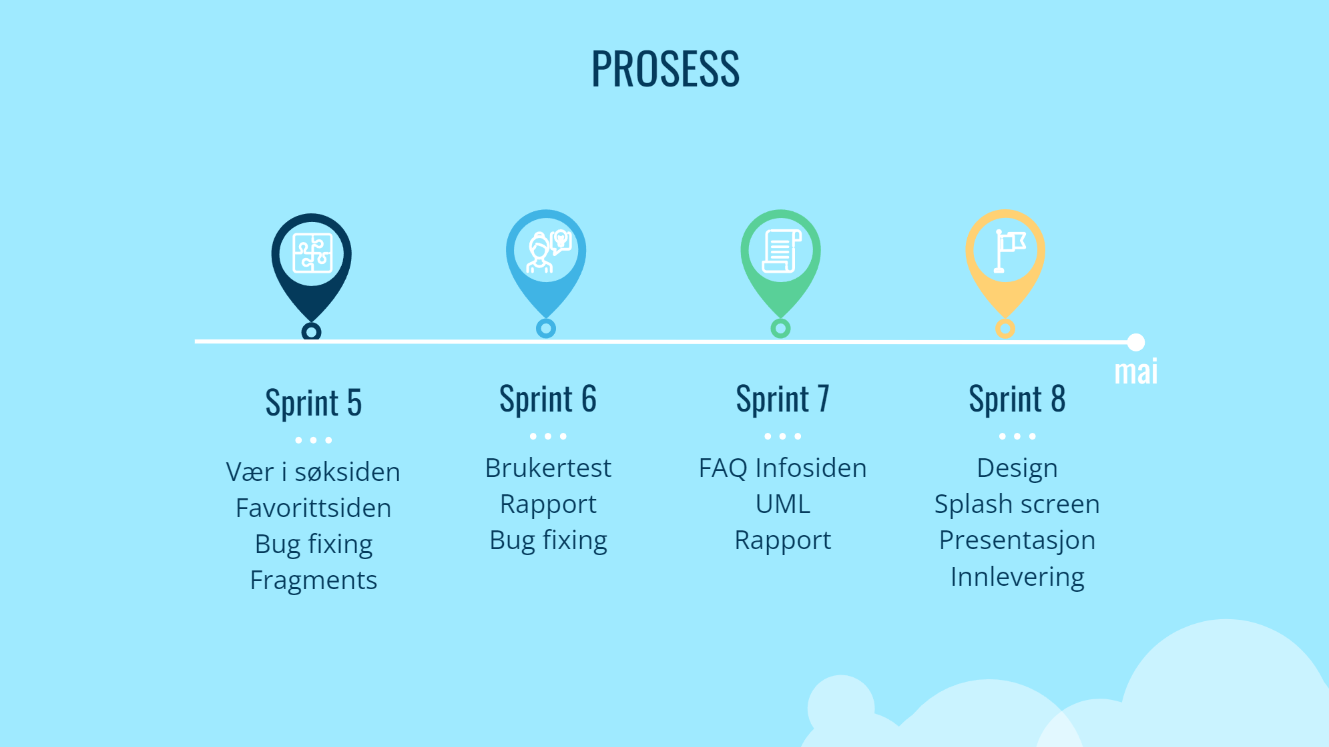 PROSESS
mai
Sprint 5
Vær i søksiden
Favorittsiden
Bug fixing
Fragments
Sprint 6
Brukertest
Rapport
Bug fixing
Sprint 7
FAQ Infosiden
UML
Rapport
Sprint 8
Design
Splash screen
Presentasjon
Innlevering